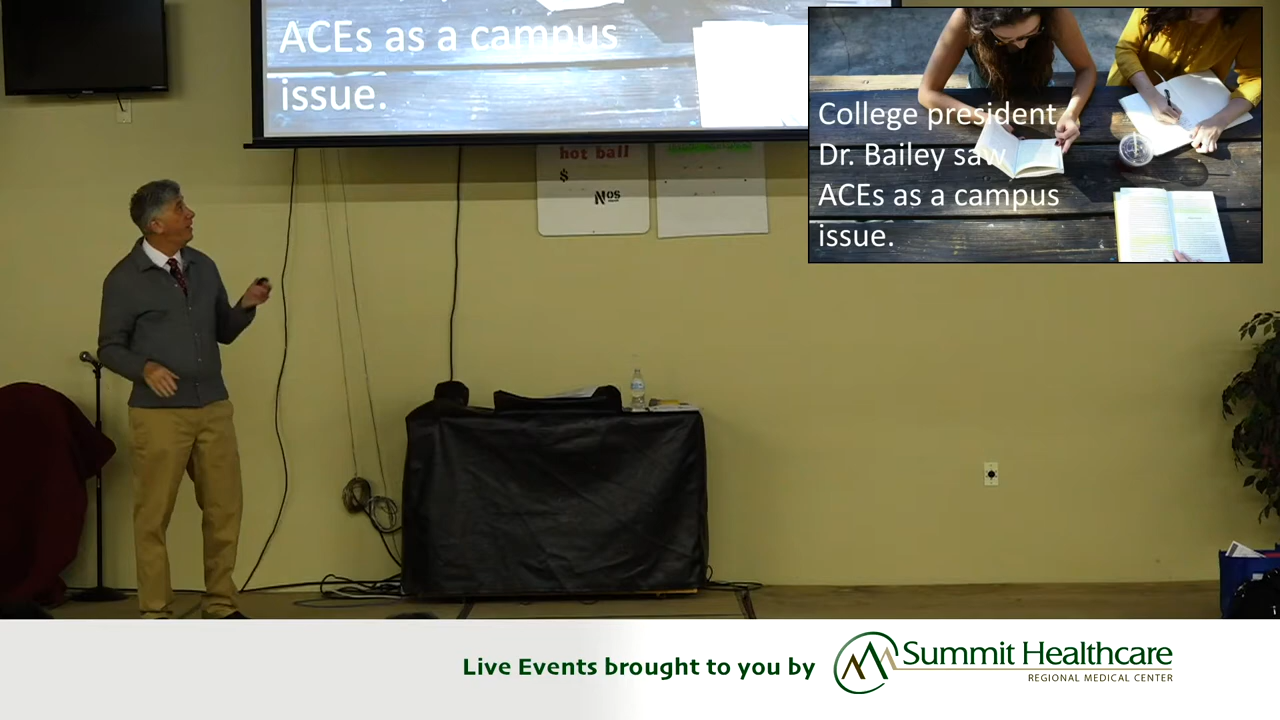 ACEs as a campus
issue.
College president
Dr. Bailey saw
ACEs as a campus
issue.
hot ball
$
Nos
Live Events brought to you by
Summit Healthcare
REGIONAL MEDICAL CENTER